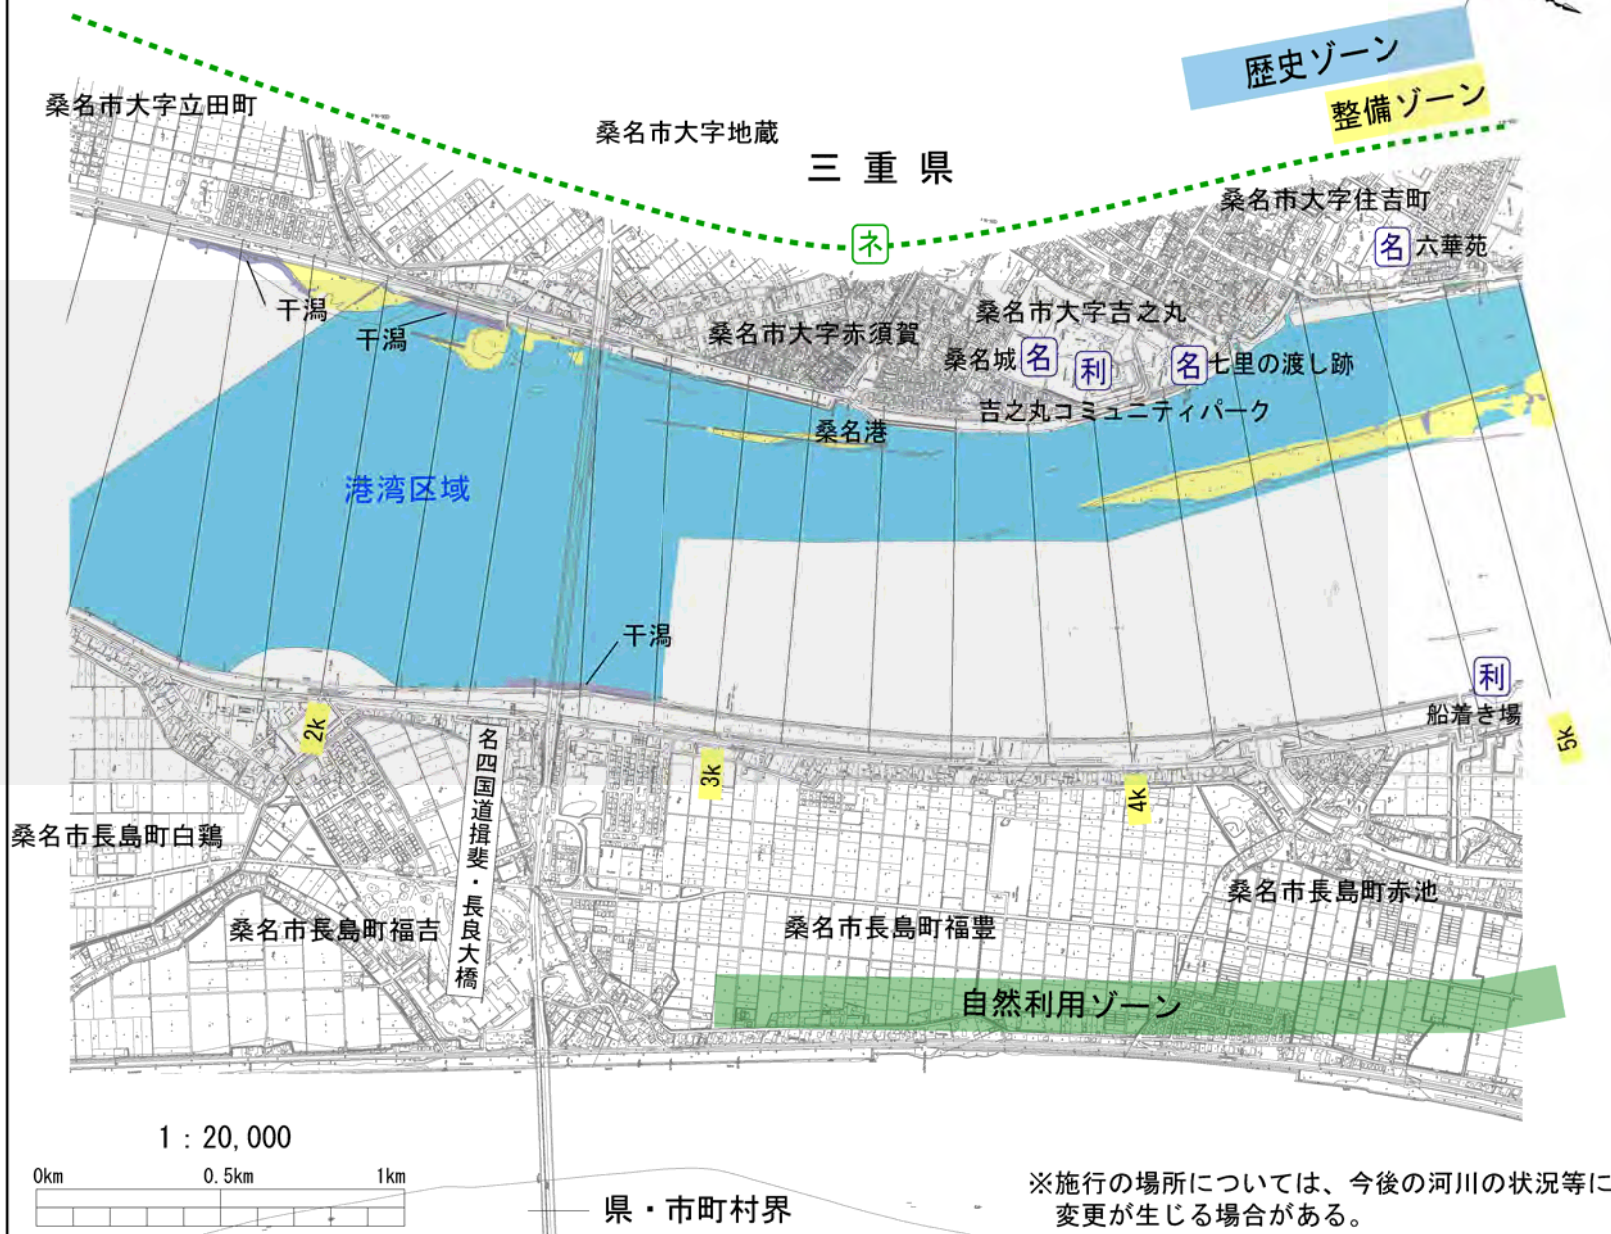 歴史ゾーン
整備ゾーン
桑名市大字立田町
桑名市大字地蔵
三重県
桑名市大字住吉町
ネ
名 六華苑
干潟
干潟
桑名市大字赤須賀
桑名市大字吉之丸
桑名城 名
利
名 七里の渡し跡
吉之丸コミュニティパーク
桑名港
港湾区域
干潟
利
船着き場
2k
3k
4k
5k
名四国道揖斐・長良大橋
桑名市長島町白鶏
桑名市長島町福吉
桑名市長島町福豊
桑名市長島町赤池
自然利用ゾーン
1：20,000
0km 0.5km 1km
県・市町村界
※施行の場所については、今後の河川の状況等に
変更が生じる場合がある。